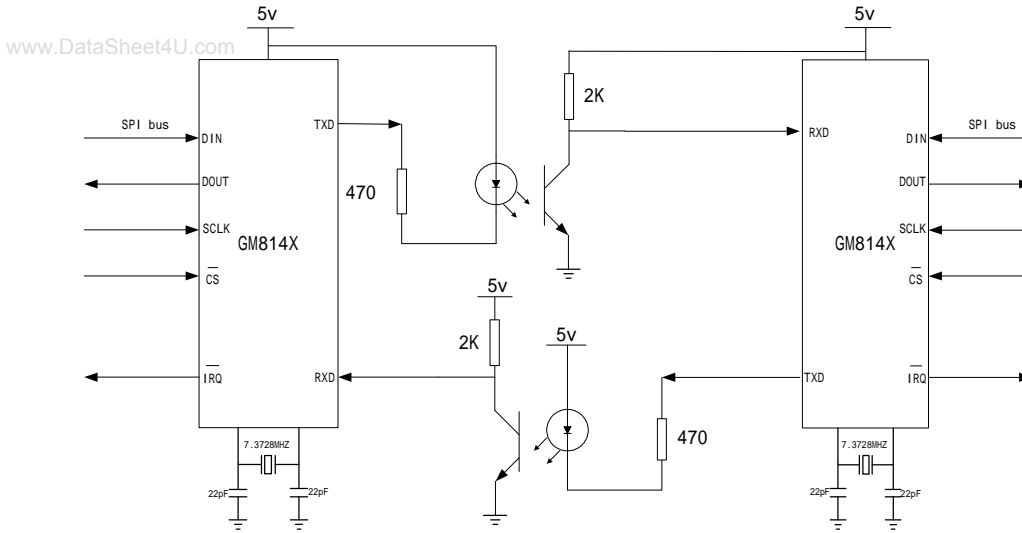 5v
5v
www.DataSheet4U.com
2K
SPI bus
TXD
SPI bus
DIN
RXD
DIN
DOUT
470
DOUT
SCLK
GM814X
GM814X
SCLK
CS
CS
5v
2K
5v
IRQ
RXD
TXD
IRQ
470
7.3728MHZ
7.3728MHZ
22pF
22pF
22pF
22pF